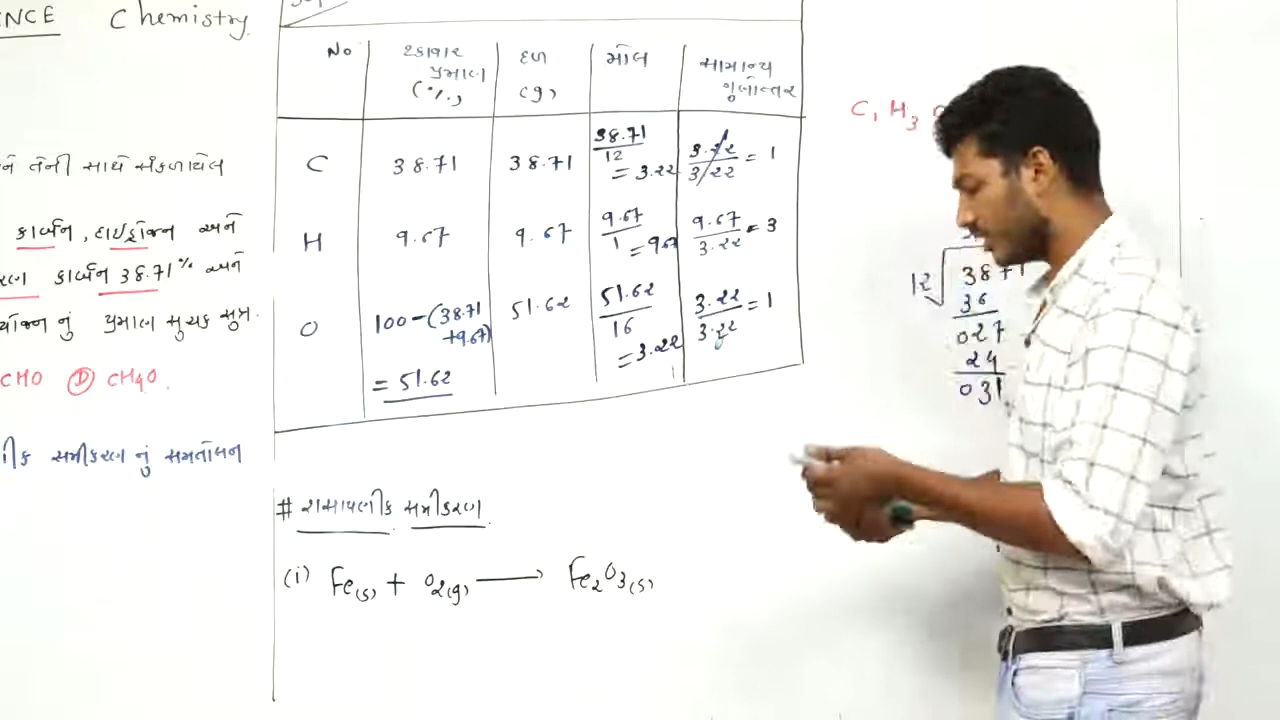 NCE Chemistry
ને તેની સાથે સંકળાયેલ
કાર્બન, હાઈડ્રોજન અને
કાર્બન 38.71% અને
નું પ્રમાણ સુચક સુત્ર.
CHO (D) CH4O.
સમીકરણ નું સમતોલન
No ટકાવાર પ્રમાણ (%) દળ (g) મોલ સામાન્ય ગુણોત્તર
C 38.71 38.71 38.71/12 = 3.22 3.22/3.22 = 1
H 9.67 9.67 9.67/1 = 9.67 9.67/3.22 = 3
O 100-(38.71+9.67) = 51.62 51.62 51.62/16 = 3.22 3.22/3.22 = 1
# રાસાયણીક સમીકરણ
(i) Fe(s) + O2(g) ⟶ Fe2O3(s)
C1 H3
12 3871
36
027
24
031